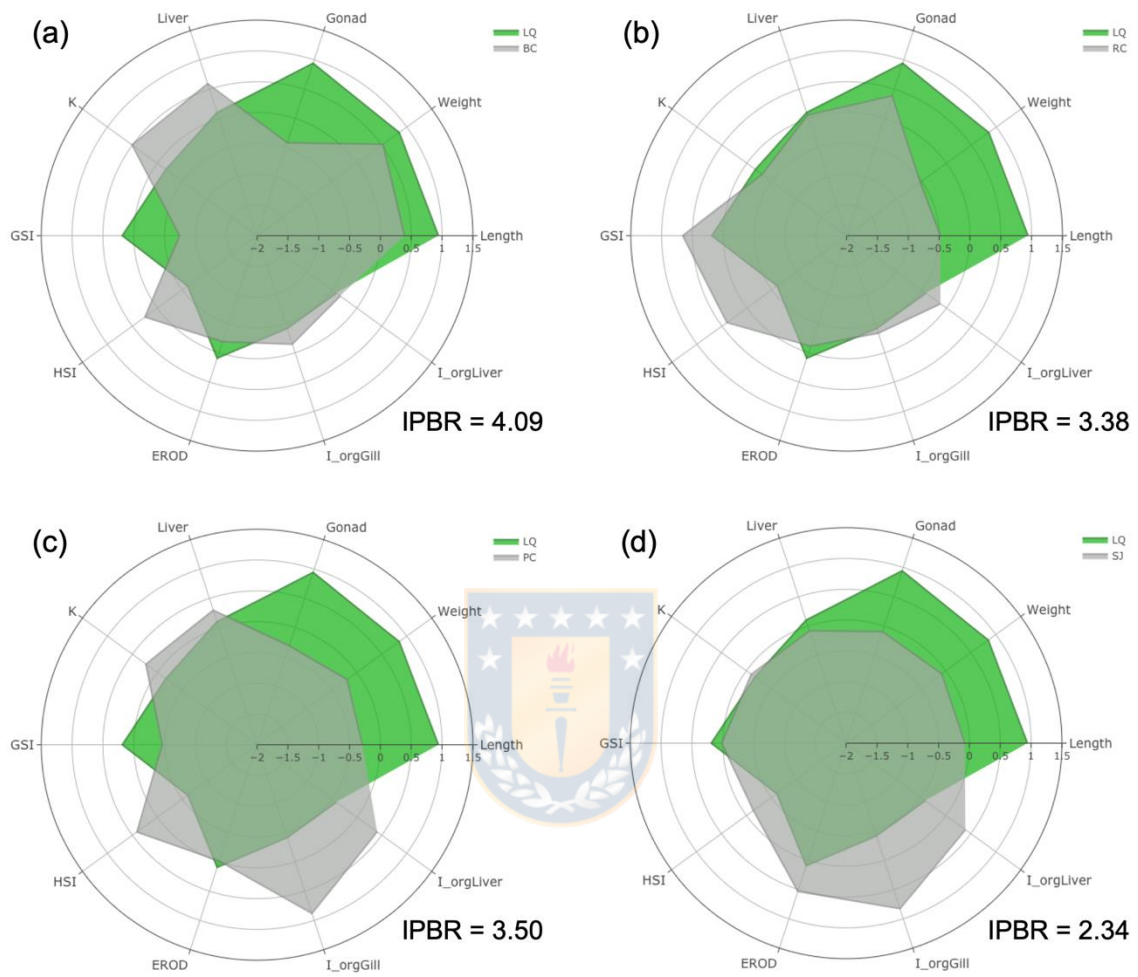 (a)
LQ
BC
Liver
Gonad
K
Weight
GSI
-2 -1.5 -1 -0.5 0 0.5 1 1.5
Length
HSI
I_orgLiver
EROD
I_orgGill
IPBR = 4.09
(b)
LQ
RC
Liver
Gonad
K
Weight
GSI
-2 -1.5 -1 -0.5 0 0.5 1 1.5
Length
HSI
I_orgLiver
EROD
I_orgGill
IPBR = 3.38
(c)
LQ
PC
Liver
Gonad
K
Weight
GSI
-2 -1.5 -1 -0.5 0 0.5 1 1.5
Length
HSI
I_orgLiver
EROD
I_orgGill
IPBR = 3.50
(d)
LQ
SJ
Liver
Gonad
K
Weight
GSI
-2 -1.5 -1 -0.5 0 0.5 1 1.5
Length
HSI
I_orgLiver
EROD
I_orgGill
IPBR = 2.34